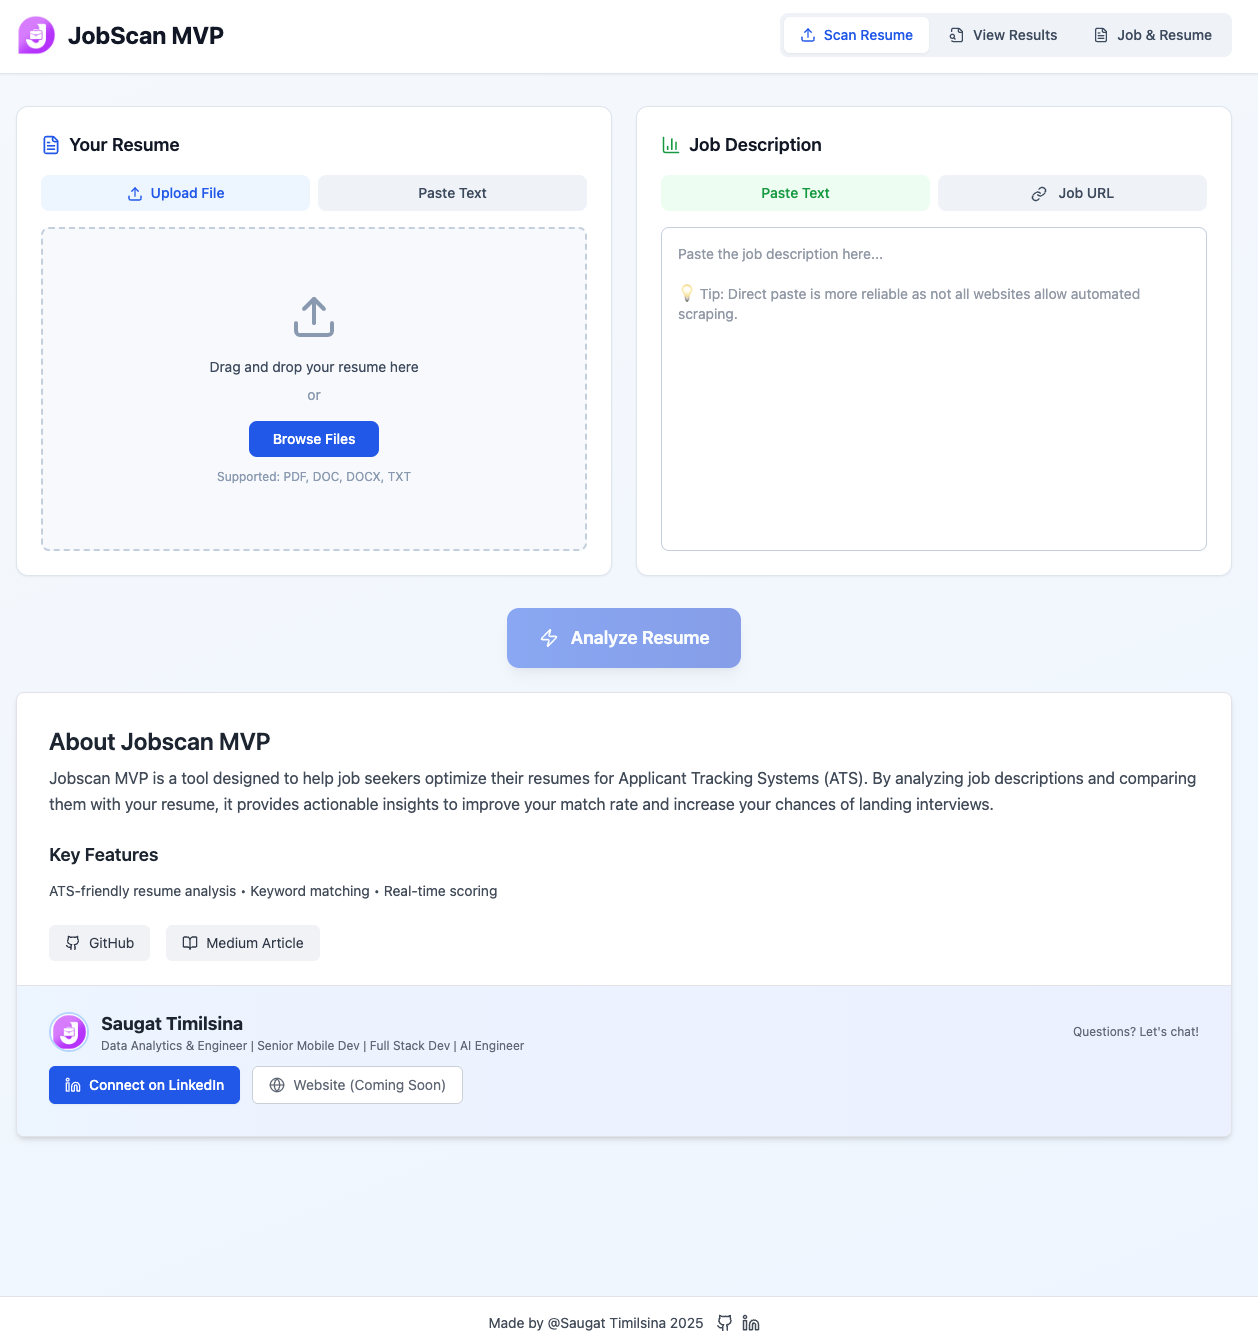 JobScan MVP
Scan Resume
View Results
Job & Resume
Your Resume
Upload File
Paste Text
Drag and drop your resume here
or
Browse Files
Supported: PDF, DOC, DOCX, TXT
Job Description
Paste Text
Job URL
Paste the job description here...
💡 Tip: Direct paste is more reliable as not all websites allow automated
scraping.
Analyze Resume
About Jobscan MVP
Jobscan MVP is a tool designed to help job seekers optimize their resumes for Applicant Tracking Systems (ATS). By analyzing job descriptions and comparing
them with your resume, it provides actionable insights to improve your match rate and increase your chances of landing interviews.
Key Features
ATS-friendly resume analysis • Keyword matching • Real-time scoring
GitHub
Medium Article
Saugat Timilsina
Data Analytics & Engineer | Senior Mobile Dev | Full Stack Dev | AI Engineer
Questions? Let's chat!
Connect on LinkedIn
Website (Coming Soon)
Made by @Saugat Timilsina 2025